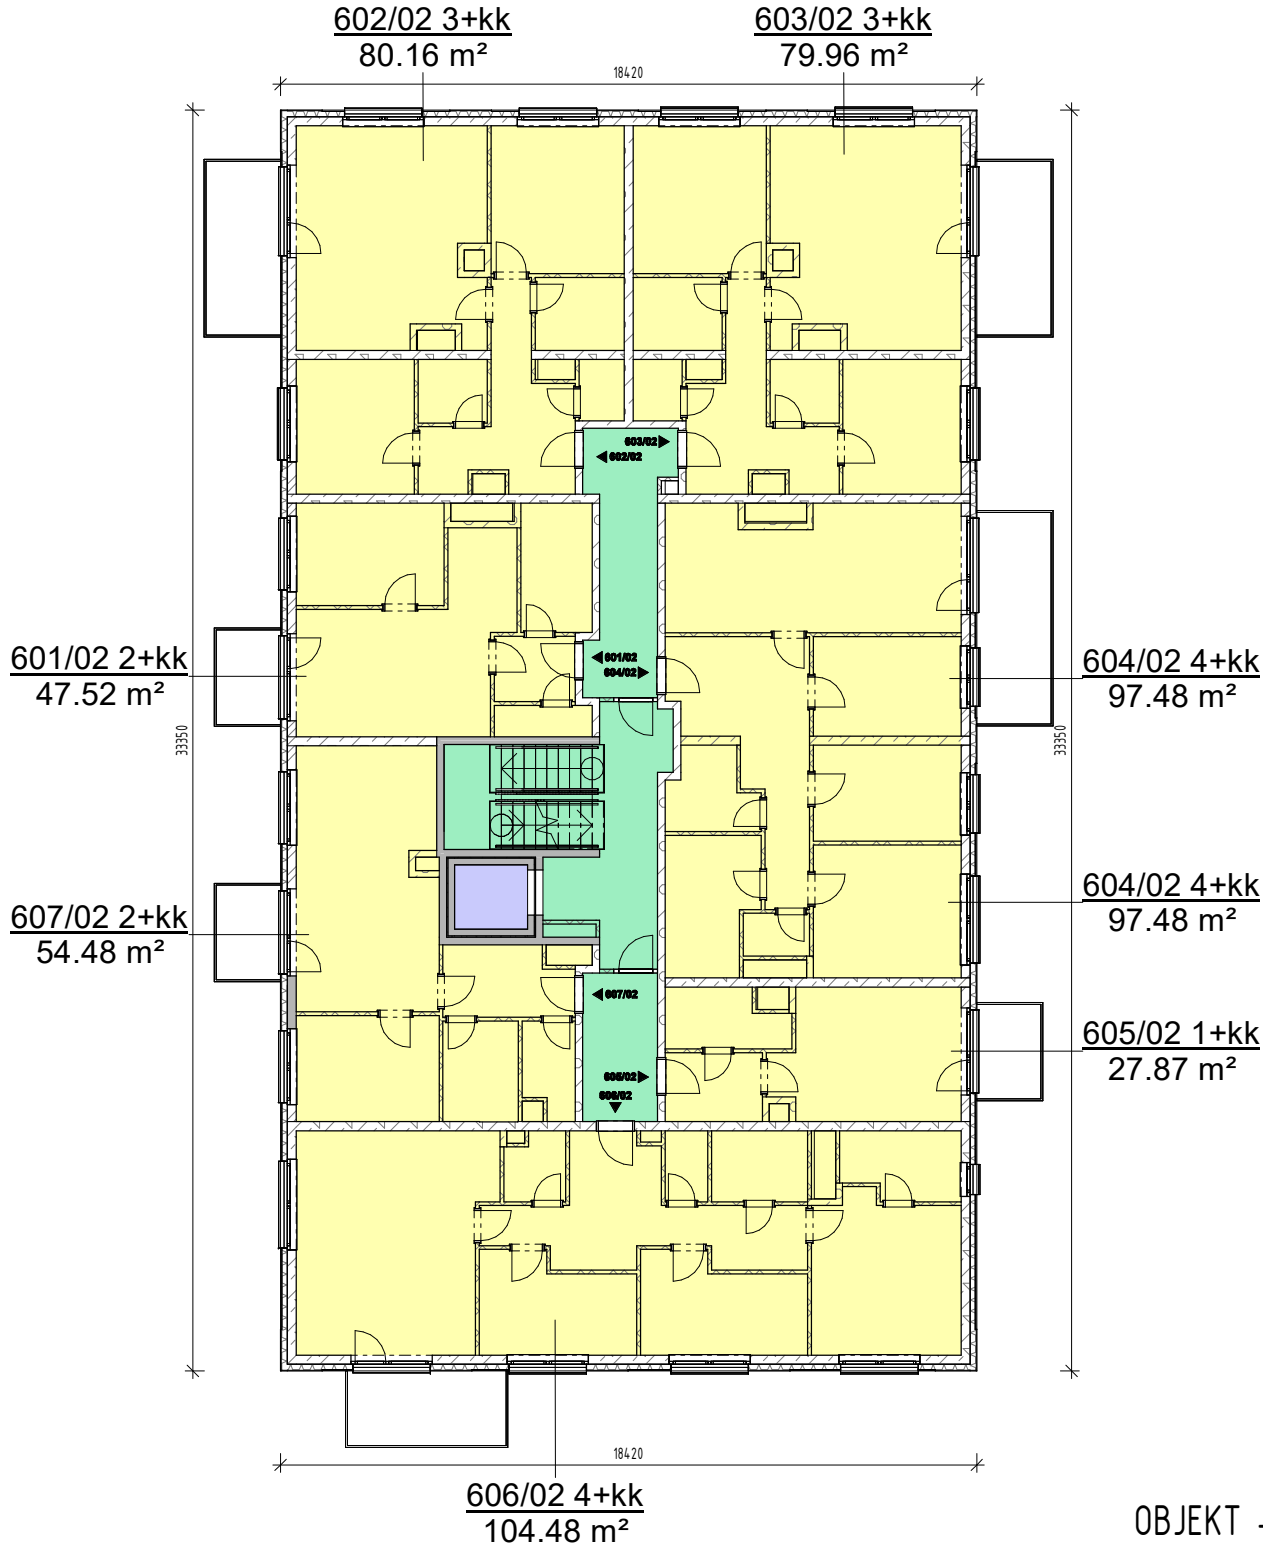 602/02 3+kk
80.16 m²
603/02 3+kk
79.96 m²
18420
603/02
602/02
601/02 2+kk
47.52 m²
601/02
604/02
604/02 4+kk
97.48 m²
33350
33350
607/02 2+kk
54.48 m²
604/02 4+kk
97.48 m²
607/02
605/02 1+kk
27.87 m²
605/02
606/02
18420
606/02 4+kk
104.48 m²
OBJEKT -